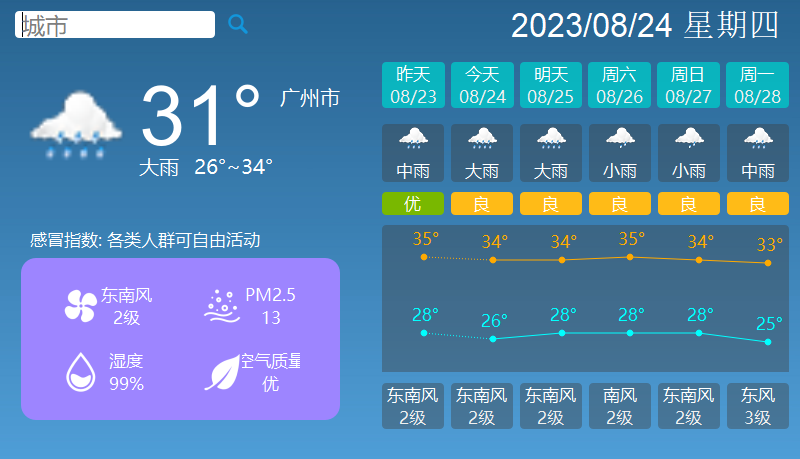 城市
2023/08/24 星期四
31°
广州市
大雨 26°~34°
感冒指数: 各类人群可自由活动
东南风
2级
PM2.5
13
湿度
99%
空气质量
优
昨天 今天 明天 周六 周日 周一
08/23 08/24 08/25 08/26 08/27 08/28
中雨 大雨 大雨 小雨 小雨 中雨
优 良 良 良 良 良
35° 34° 34° 35° 34° 33°
28° 26° 28° 28° 28° 25°
东南风 东南风 东南风 南风 东南风 东风
2级 2级 2级 2级 2级 3级